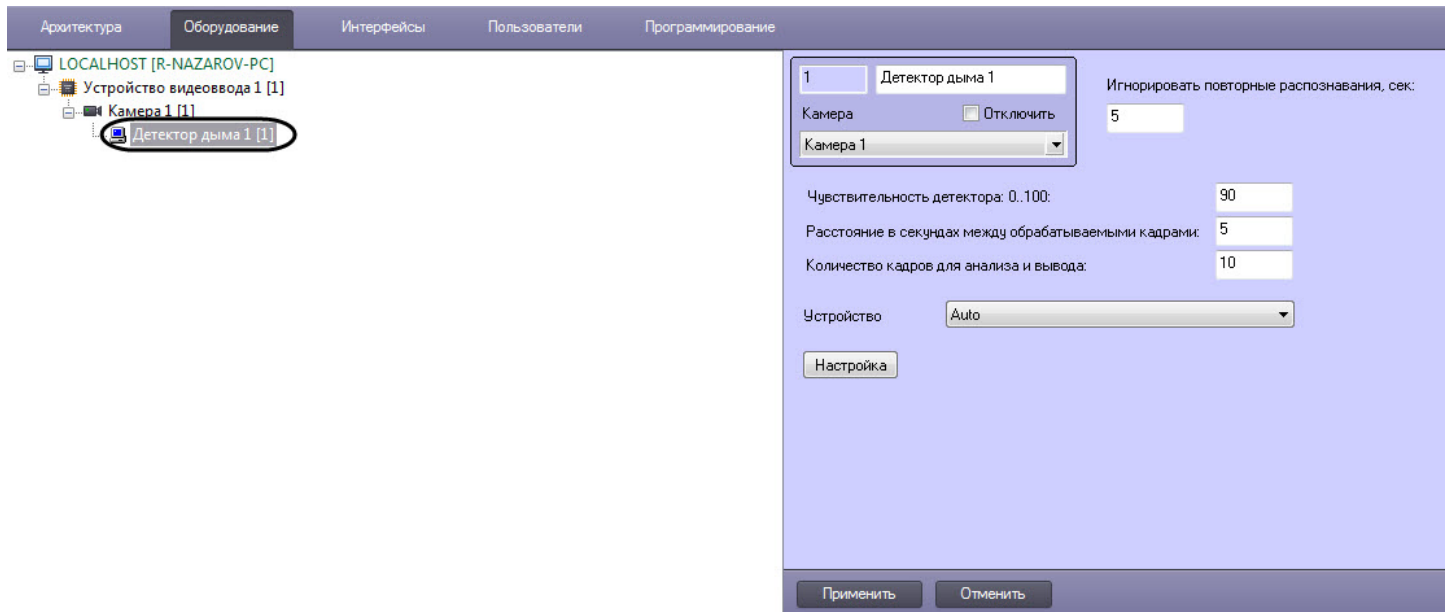 Архитектура Оборудование Интерфейсы Пользователи Программирование
LOCALHOST [R-NAZAROV-PC]
Устройство видеоввода 1 [1]
Камера 1 [1]
Детектор дыма 1 [1]
1 Детектор дыма 1
Камера Отключить
Камера 1
Игнорировать повторные распознавания, сек:
5
Чувствительность детектора: 0..100: 90
Расстояние в секундах между обрабатываемыми кадрами: 5
Количество кадров для анализа и вывода: 10
Устройство Auto
Настройка
Применить Отменить